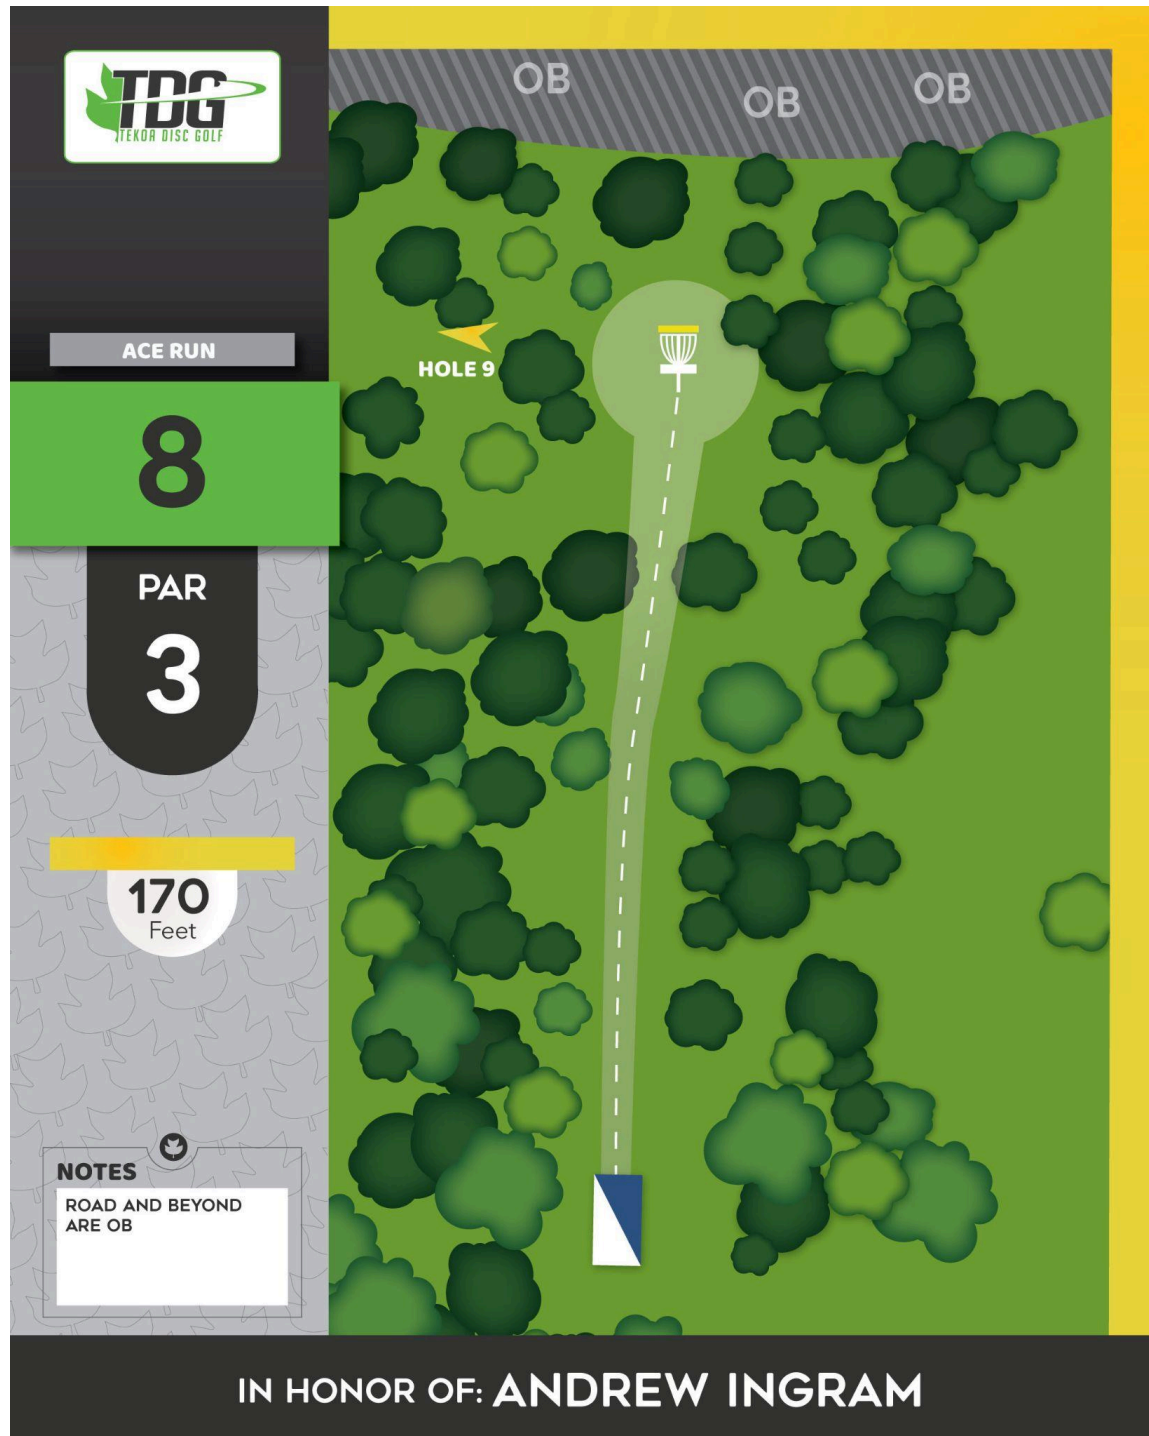 TDG
TEKOA DISC GOLF
OB
OB
OB
ACE RUN
8
PAR
3
170
Feet
HOLE 9
NOTES
ROAD AND BEYOND
ARE OB
IN HONOR OF: ANDREW INGRAM